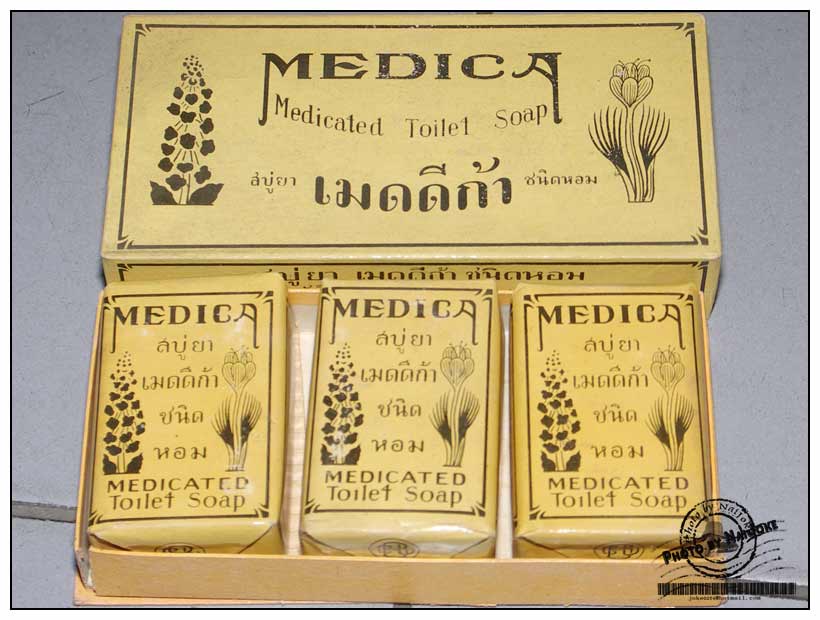 MEDICA
Medicated Toilet Soap
สบู่ยา เมดดีก้า ชนิดหอม
สบู่ยา เมดดีก้า ชนิดหอม
MEDICA
สบู่ยา
เมดดีก้า
ชนิด
หอม
MEDICATED
Toilet Soap
MEDICA
สบู่ยา
เมดดีก้า
ชนิด
หอม
MEDICATED
Toilet Soap
MEDICA
สบู่ยา
เมดดีก้า
ชนิด
หอม
MEDICATED
Toilet Soap
PHOTO BY NAITOKE